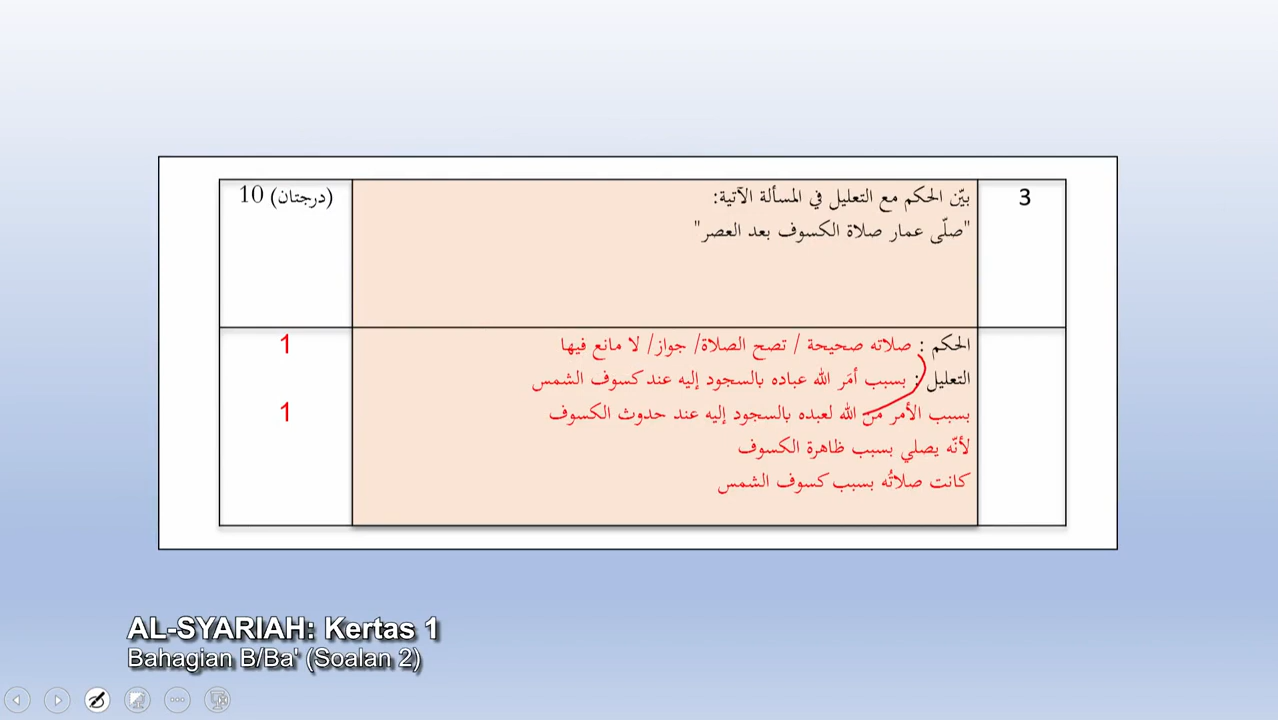 3
بيّن الحكم مع التعليل في المسألة الآتية:
"صلّى عمار صلاة الكسوف بعد العصر"
10 (درجتان)
الحكم : صلاته صحيحة / تصح الصلاة/ جواز/ لا مانع فيها
1
التعليل : بسبب أمَر الله عباده بالسجود إليه عند كسوف الشمس
بسبب الأمر من الله لعبده بالسجود إليه عند حدوث الكسوف
1
لأنّه يصلي بسبب ظاهرة الكسوف
كانت صلاتُه بسبب كسوف الشمس
AL-SYARIAH: Kertas 1
Bahagian B/Ba' (Soalan 2)